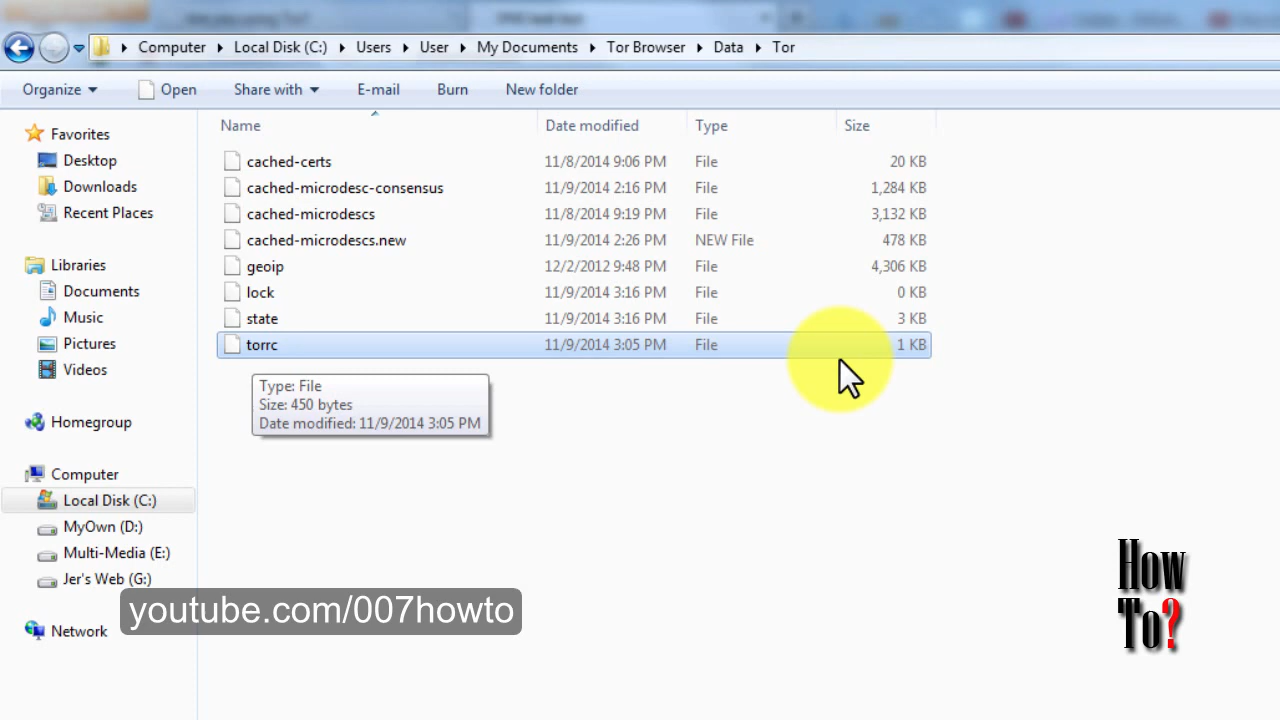 Computer Local Disk (C:) Users User My Documents Tor Browser Data Tor
Organize Open Share with E-mail Burn New folder
Name Date modified Type Size
Favorites
Desktop
Downloads
Recent Places
Libraries
Documents
Music
Pictures
Videos
Homegroup
Computer
Local Disk (C:)
MyOwn (D:)
Multi-Media (E:)
Jer's Web (G:)
Network
cached-certs 11/8/2014 9:06 PM File 20 KB
cached-microdesc-consensus 11/9/2014 2:16 PM File 1,284 KB
cached-microdescs 11/8/2014 9:19 PM File 3,132 KB
cached-microdescs.new 11/9/2014 2:26 PM NEW File 478 KB
geoip 12/2/2012 9:48 PM File 4,306 KB
lock 11/9/2014 3:16 PM File 0 KB
state 11/9/2014 3:16 PM File 3 KB
torrc 11/9/2014 3:05 PM File 1 KB
Type: File
Size: 450 bytes
Date modified: 11/9/2014 3:05 PM
youtube.com/007howto
How
To?